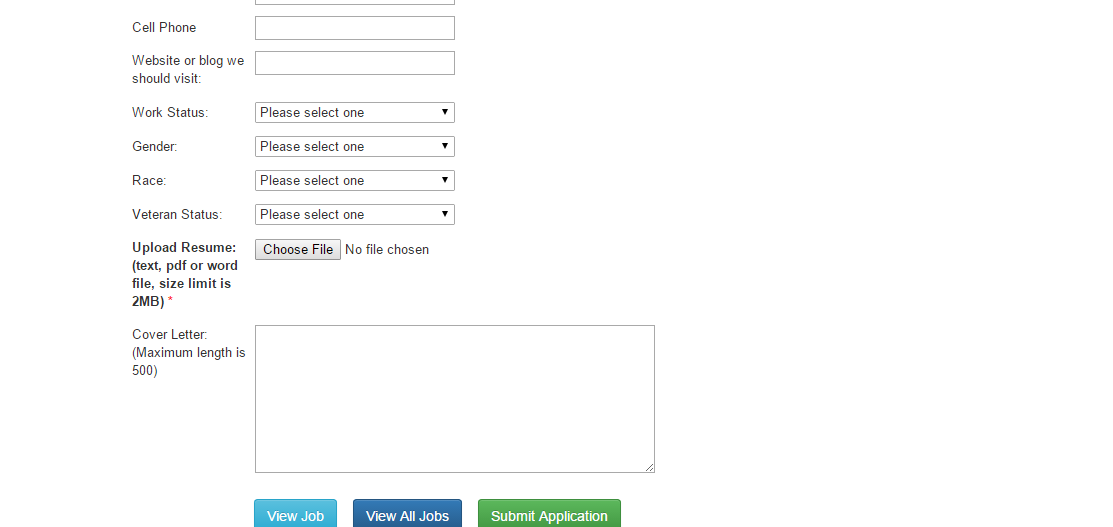 Cell Phone
Website or blog we
should visit:
Work Status: Please select one
Gender: Please select one
Race: Please select one
Veteran Status: Please select one
Upload Resume: Choose File No file chosen
(text, pdf or word
file, size limit is
2MB) *
Cover Letter:
(Maximum length is
500)
View Job View All Jobs Submit Application